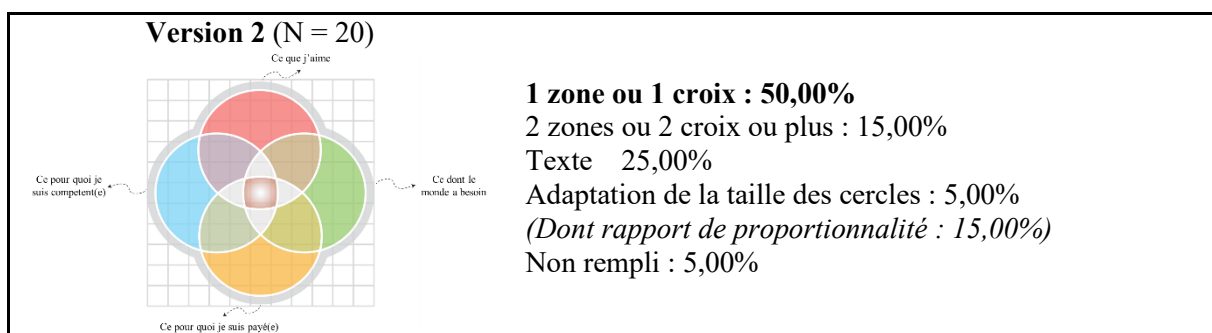 Version 2 (N = 20)
Ce que j'aime
Ce pour quoi je
suis competent(e)
Ce dont le
monde a besoin
Ce pour quoi je suis payé(e)
1 zone ou 1 croix : 50,00%
2 zones ou 2 croix ou plus : 15,00%
Texte 25,00%
Adaptation de la taille des cercles : 5,00%
(Dont rapport de proportionnalité : 15,00%)
Non rempli : 5,00%